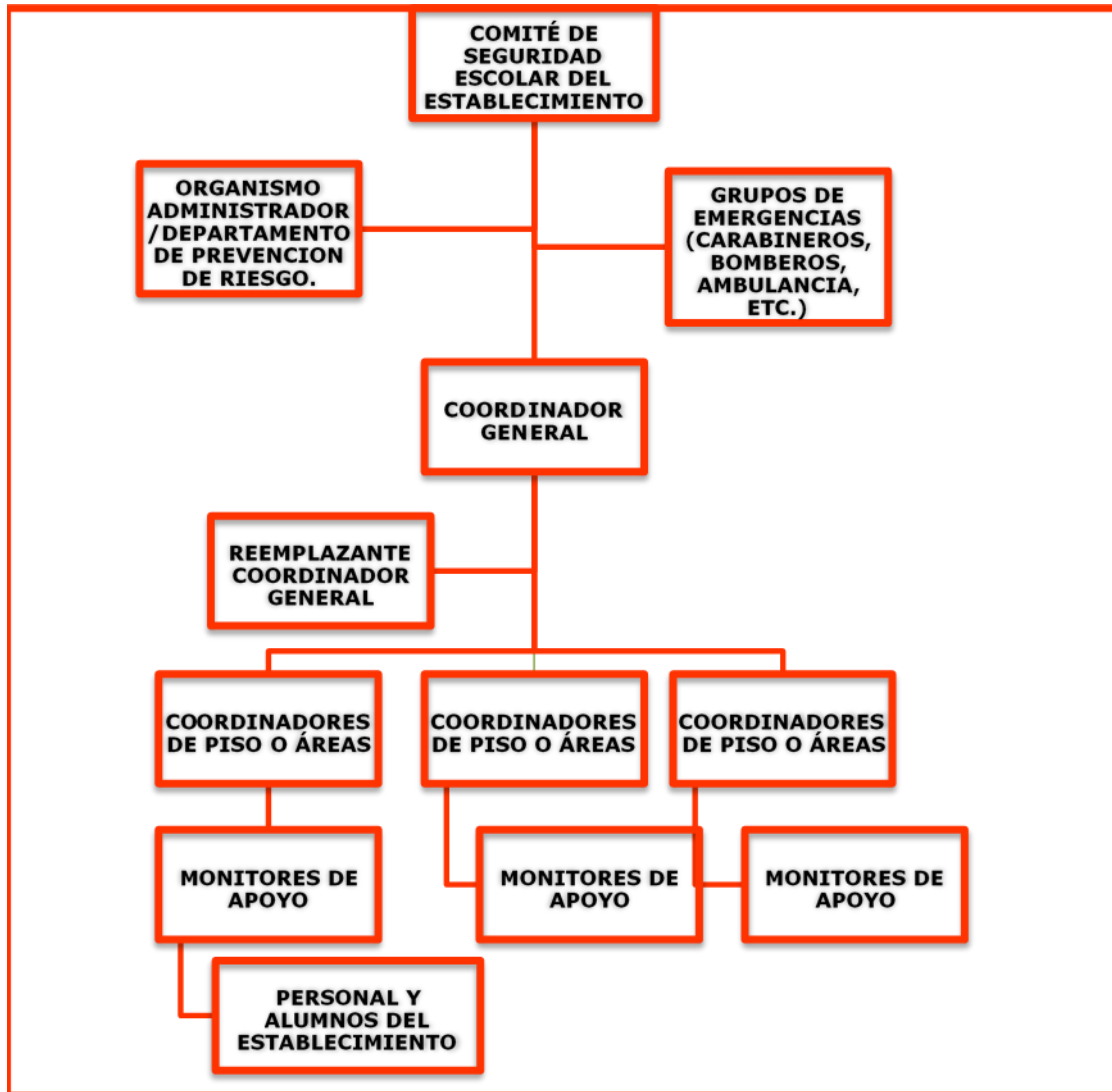 COMITÉ DE
SEGURIDAD
ESCOLAR DEL
ESTABLECIMIENTO
ORGANISMO
ADMINISTRADOR
/DEPARTAMENTO
DE PREVENCION
DE RIESGO.
GRUPOS DE
EMERGENCIAS
(CARABINEROS,
BOMBEROS,
AMBULANCIA,
ETC.)
COORDINADOR
GENERAL
REEMPLAZANTE
COORDINADOR
GENERAL
COORDINADORES
DE PISO O ÁREAS
COORDINADORES
DE PISO O ÁREAS
COORDINADORES
DE PISO O ÁREAS
MONITORES DE
APOYO
MONITORES DE
APOYO
MONITORES DE
APOYO
PERSONAL Y
ALUMNOS DEL
ESTABLECIMIENTO